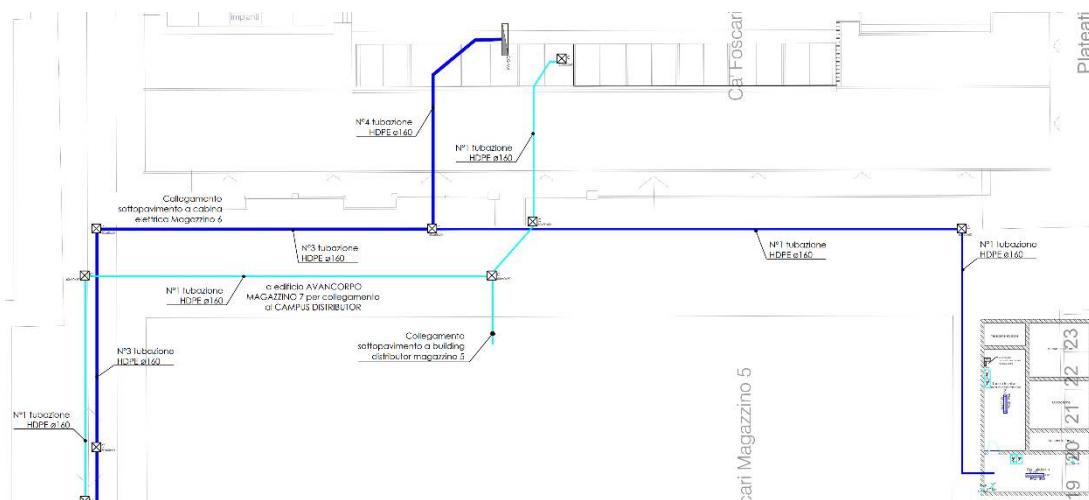 Impianti
Ca' Foscari
Plateati
N°4 tubazione
HDPE ø160
N°1 tubazione
HDPE ø160
Collegamento
sottopavimento a cabina
elettrica Magazzino 6
N°3 tubazione
HDPE ø160
N°1 tubazione
HDPE ø160
N°1 tubazione
HDPE ø160
N°1 tubazione
HDPE ø160
a edificio AVANCORPO
MAGAZZINO 7 per collegamento
al CAMPUS DISTRIBUTOR
Collegamento
sottopavimento a building
distributor magazzino 5
N°3 tubazione
HDPE ø160
N°1 tubazione
HDPE ø160
cari Magazzino 5
23
22
21
20
19